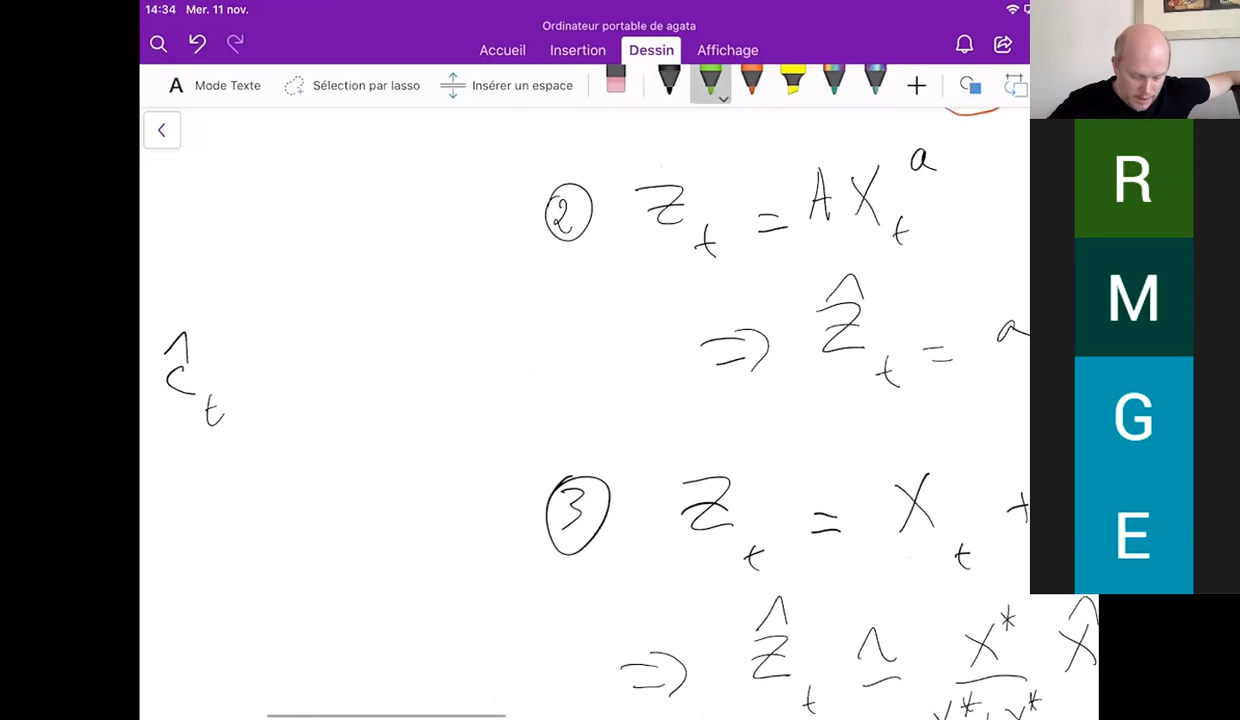 14:34 Mer. 11 nov.
Ordinateur portable de agata
Accueil Insertion Dessin Affichage
A Mode Texte Sélection par lasso Insérer un espace
② Z_t = A X_t^a
⇒ Ẑ_t = a
ĉ_t
③ Z_t = X_t +
⇒ Ẑ_t ≃ X* X̂
R
M
G
E